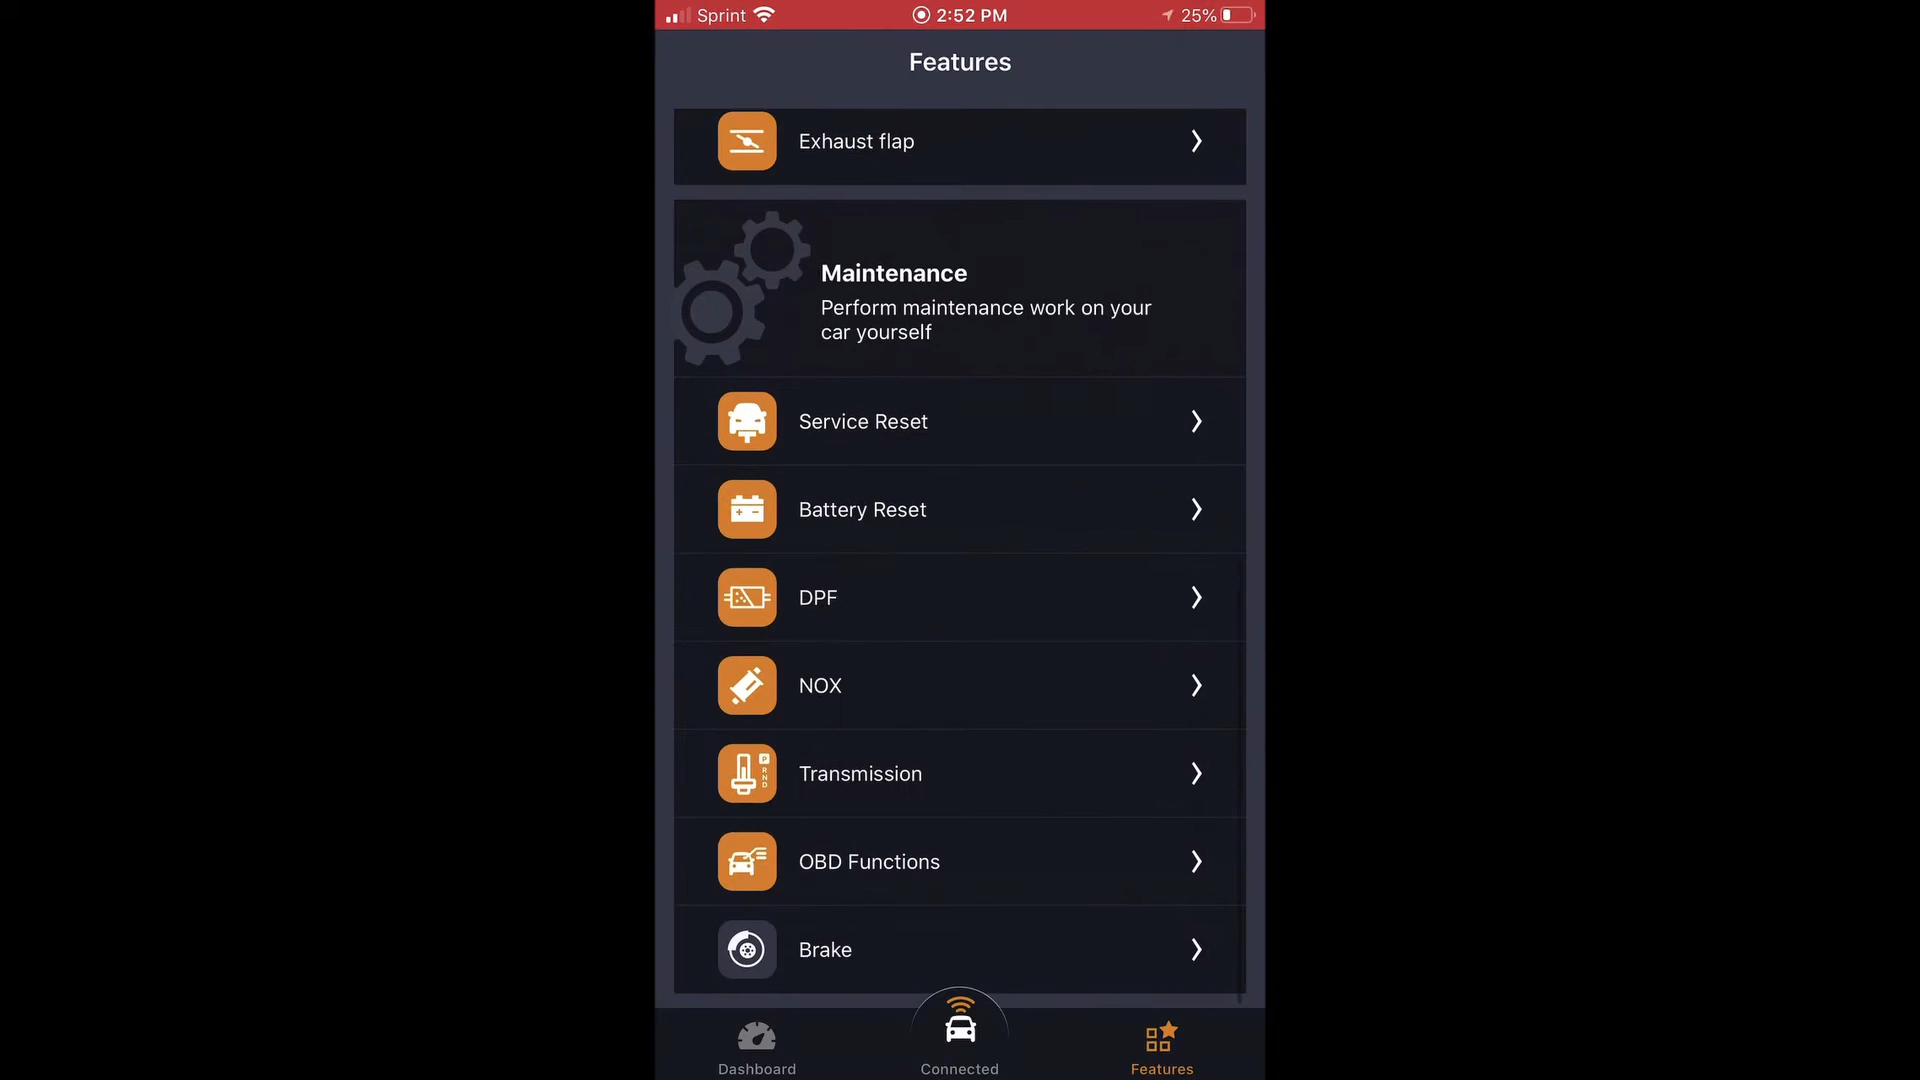 Sprint 2:52 PM 25%
Features
Exhaust flap
Maintenance
Perform maintenance work on your
car yourself
Service Reset
Battery Reset
DPF
NOX
P
R
N
D
Transmission
OBD Functions
Brake
Dashboard Connected Features